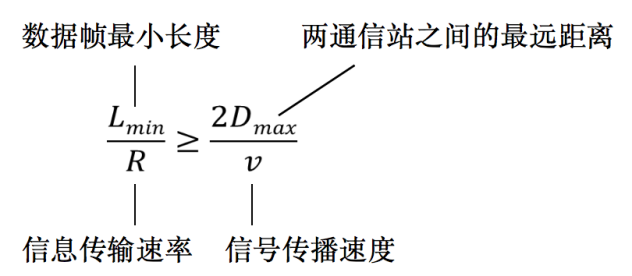 数据帧最小长度 两通信站之间的最远距离
L_min / R ≥ 2D_max / v
信息传输速率 信号传播速度